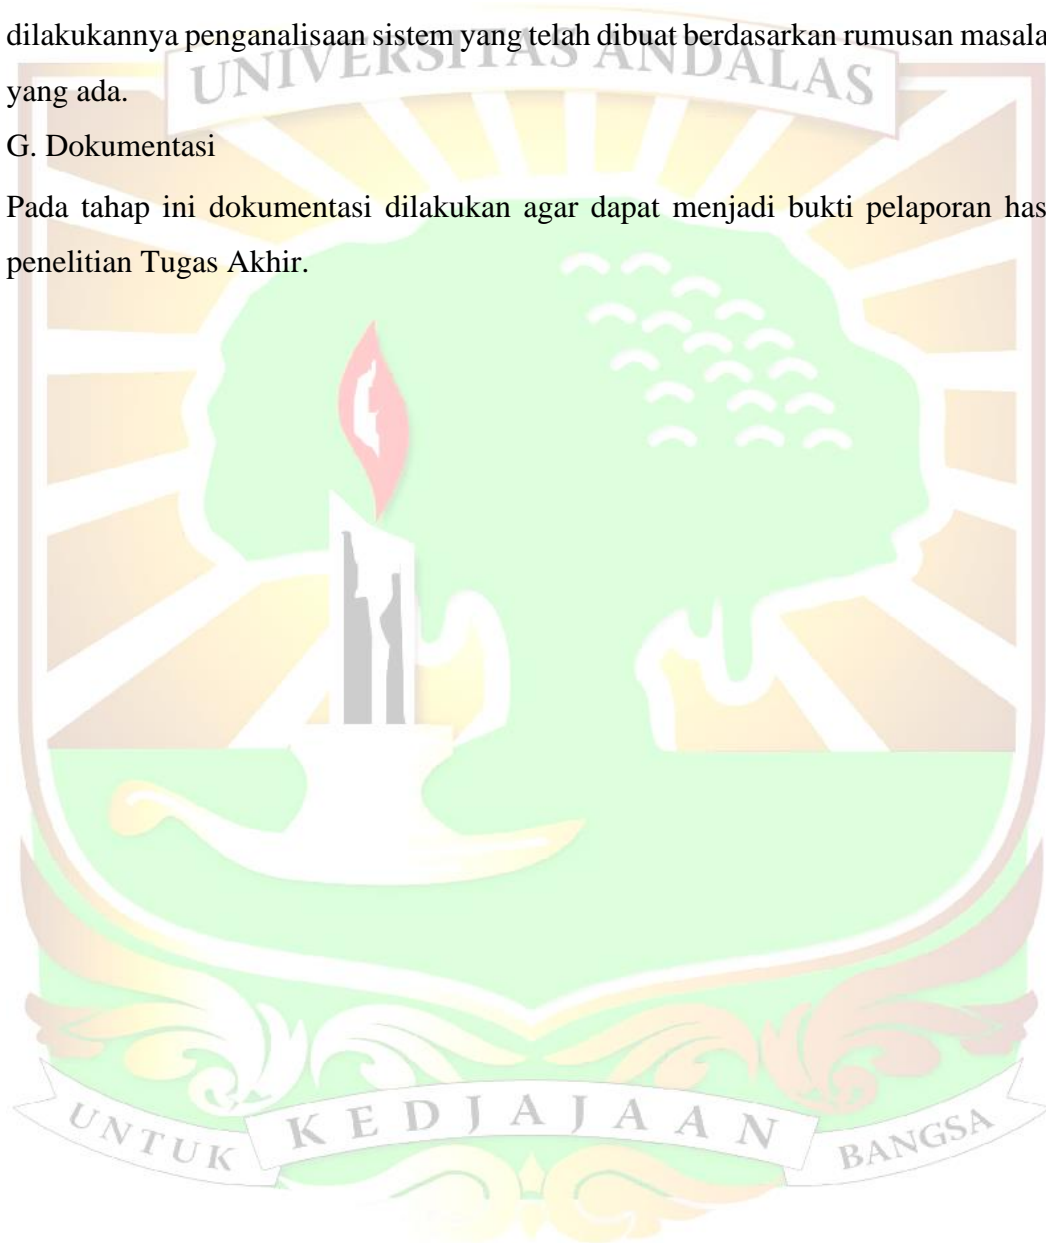 dilakukannya penganalisaan sistem yang telah dibuat berdasarkan rumusan masala
UNIVERSITAS ANDALAS
yang ada.
G. Dokumentasi
Pada tahap ini dokumentasi dilakukan agar dapat menjadi bukti pelaporan has
penelitian Tugas Akhir.
UNTUK KEDJAJAAN BANGSA